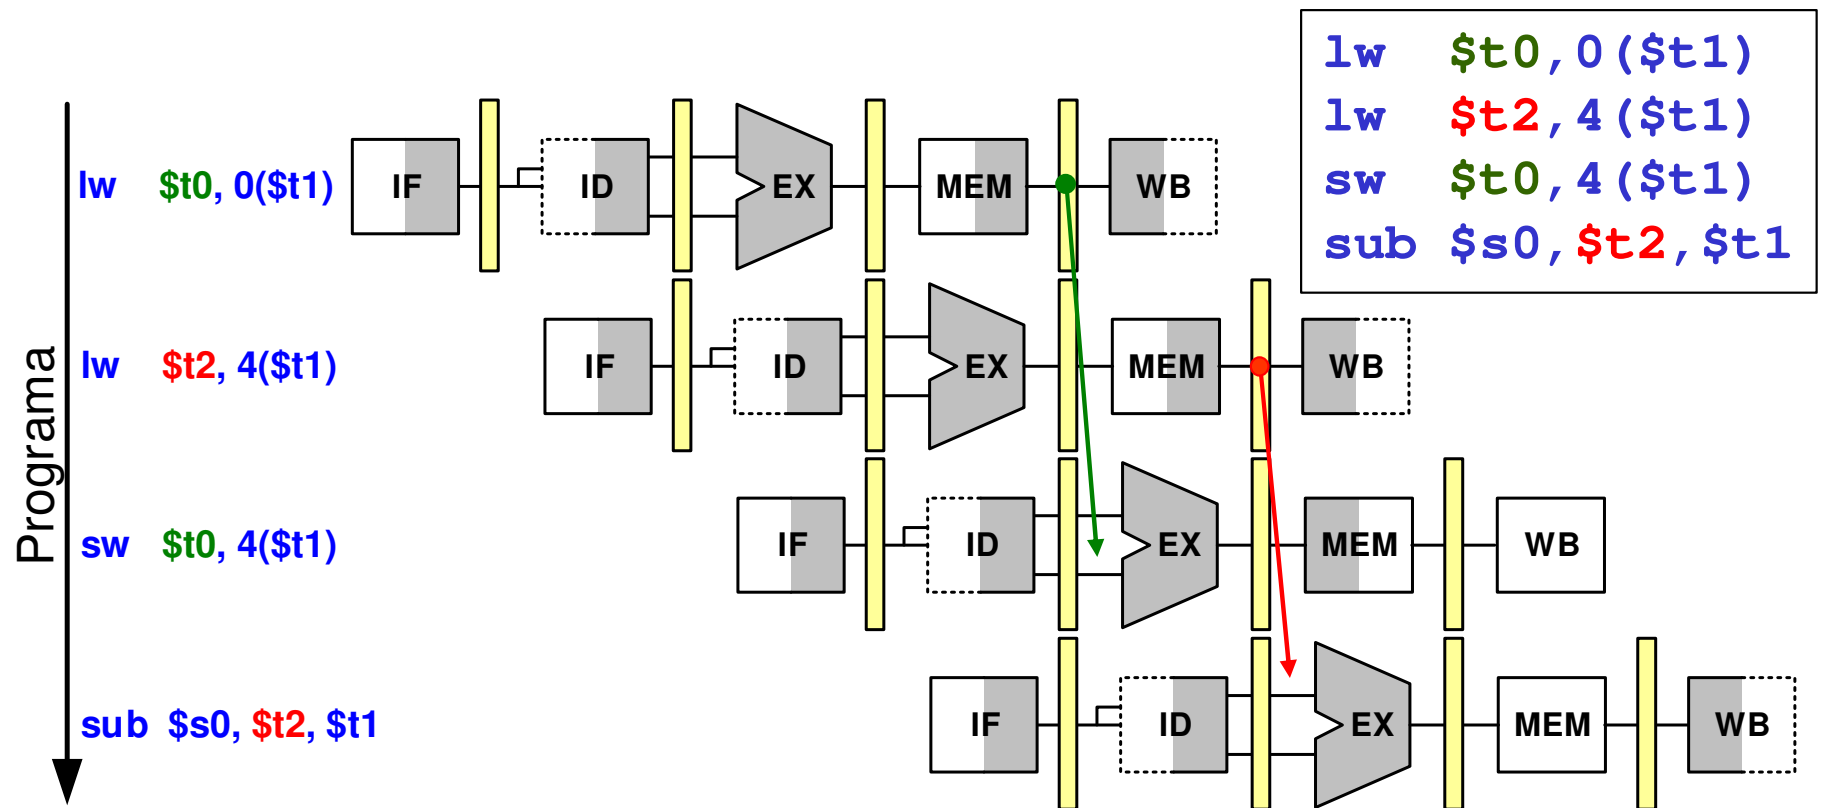 lw $t0,0($t1)
lw $t2,4($t1)
sw $t0,4($t1)
sub $s0,$t2,$t1
Programa
lw $t0, 0($t1) IF ID EX MEM WB
lw $t2, 4($t1) IF ID EX MEM WB
sw $t0, 4($t1) IF ID EX MEM WB
sub $s0, $t2, $t1 IF ID EX MEM WB